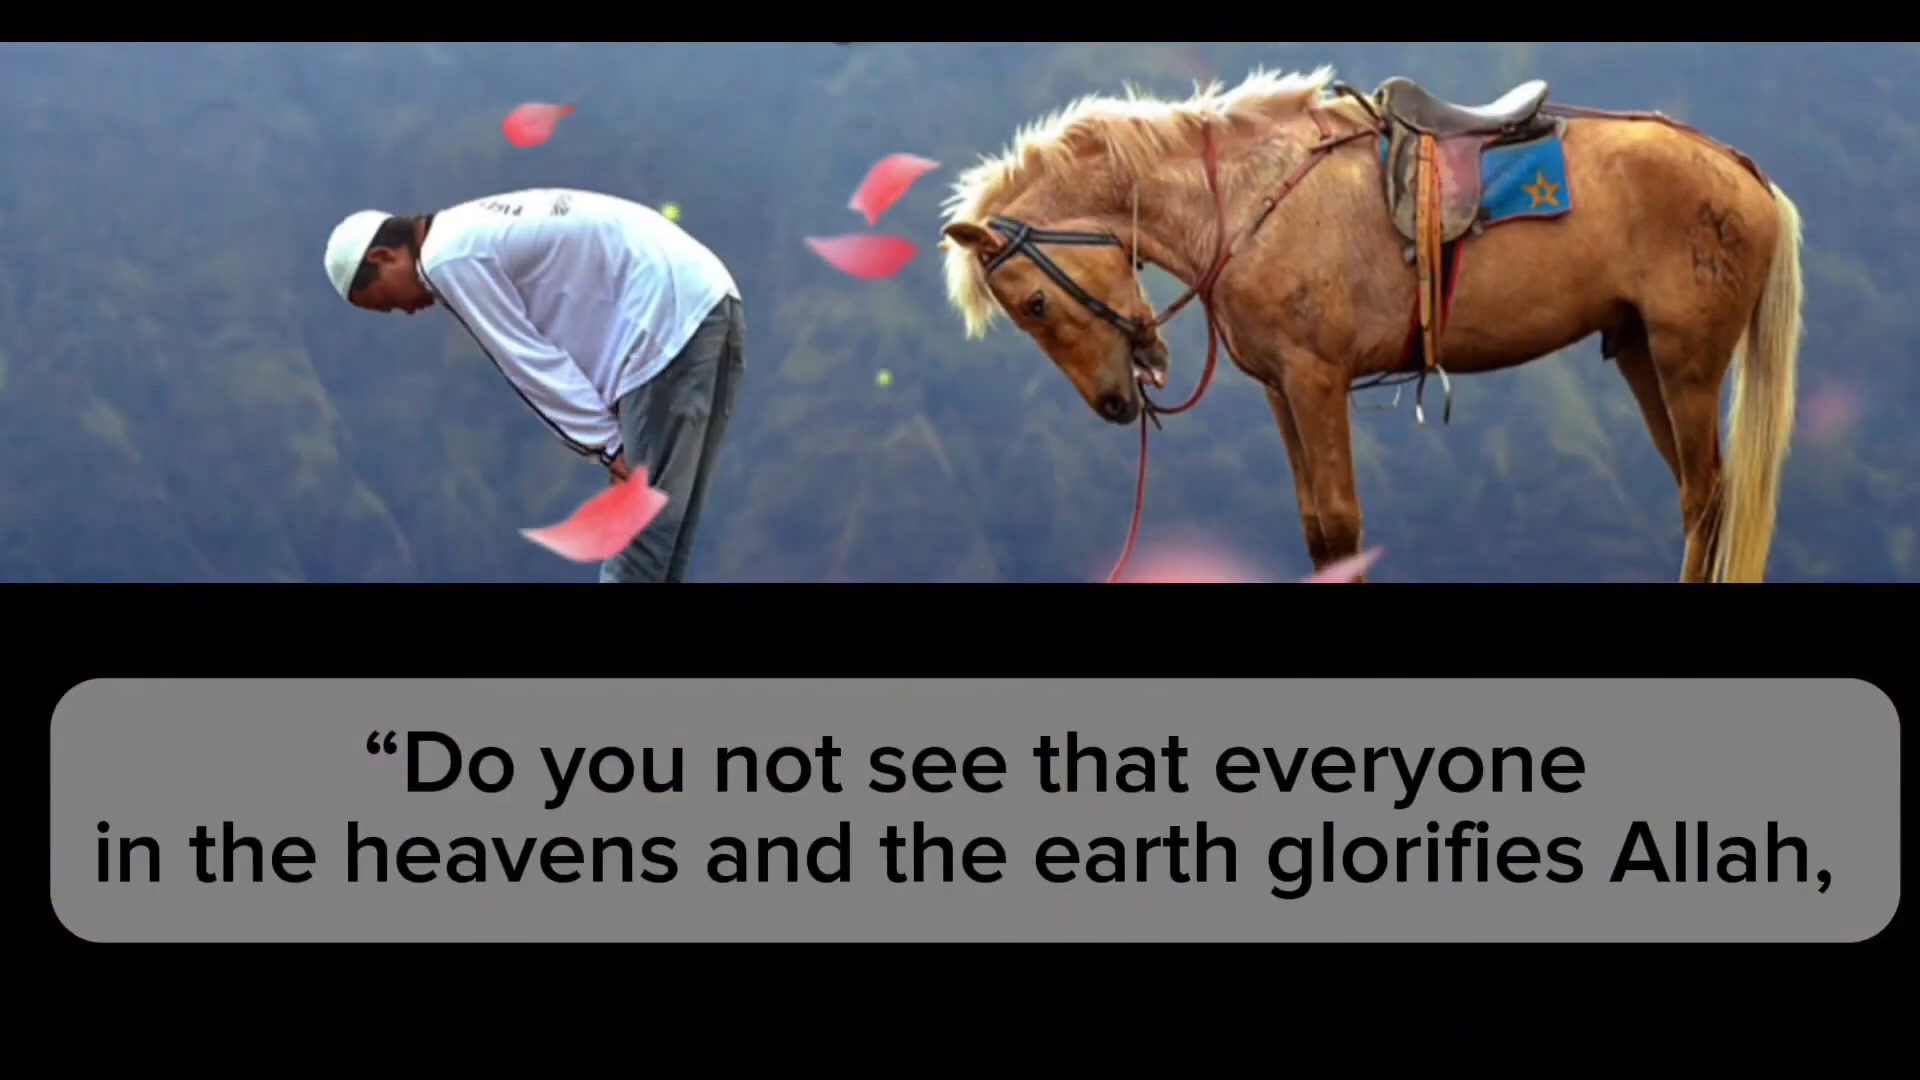 “Do you not see that everyone
in the heavens and the earth glorifies Allah,